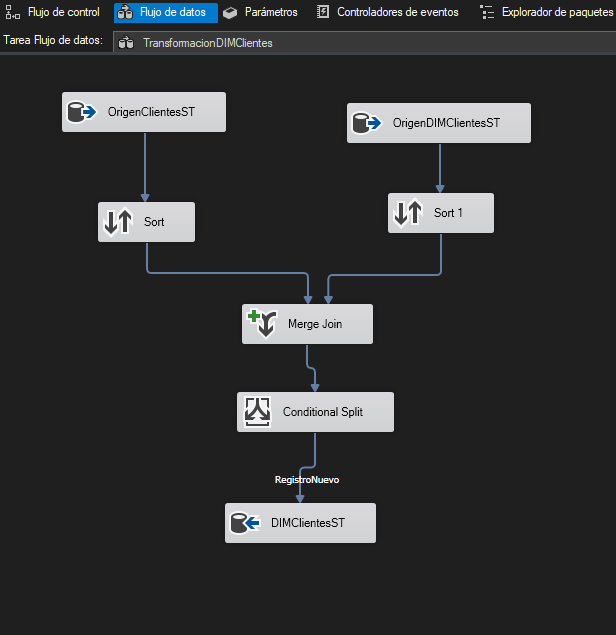 Flujo de control
Flujo de datos
Parámetros
Controladores de eventos
Explorador de paquetes
Tarea Flujo de datos:
TransformacionDIMClientes
OrigenClientesST
OrigenDIMClientesST
Sort
Sort 1
Merge Join
Conditional Split
RegistroNuevo
DIMClientesST